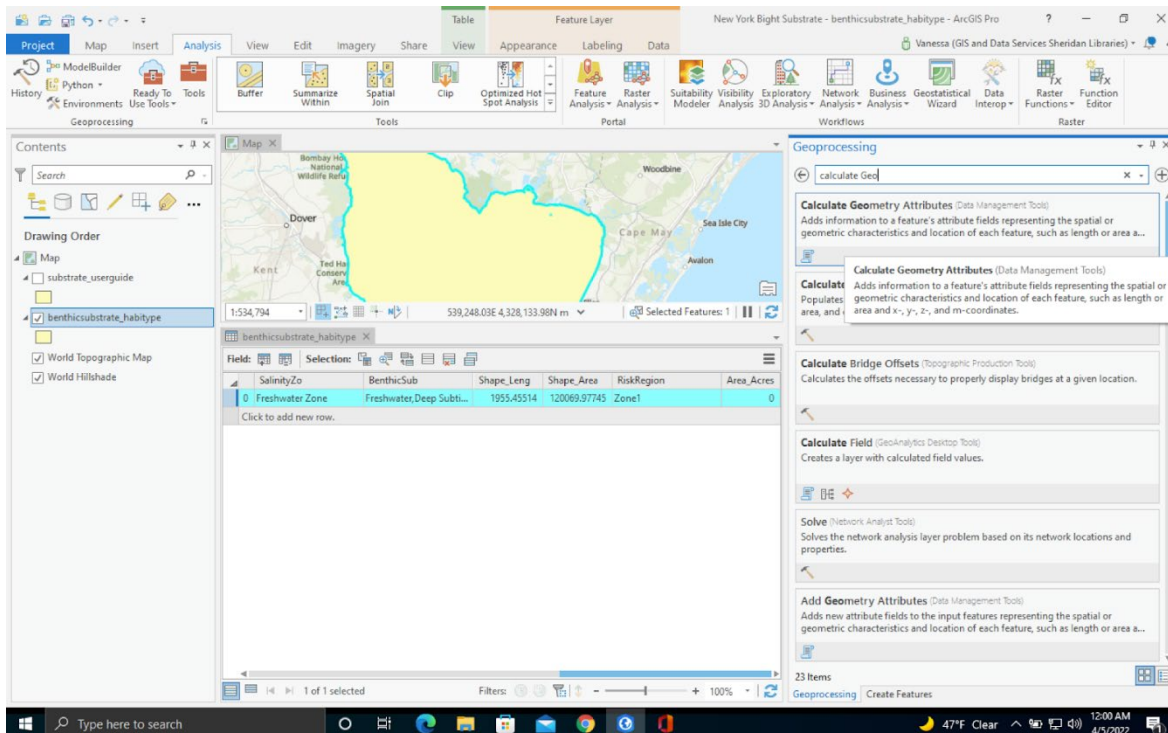 Table
Feature Layer
New York Bight Substrate - benthicsubstrate_habitype - ArcGIS Pro
?
Project Map Insert Analysis View Edit Imagery Share View Appearance Labeling Data
Vanessa (GIS and Data Services Sheridan Libraries)
History
ModelBuilder
Python
Environments
Ready To Use Tools
Tools
Buffer
Summarize Within
Spatial Join
Clip
Optimized Hot Spot Analysis
Feature Analysis
Raster Analysis
Suitability Modeler
Visibility Analysis
Exploratory 3D Analysis
Network Analysis
Business Analysis
Geostatistical Wizard
Data Interop
Raster Functions
Function Editor
Geoprocessing
Tools
Portal
Workflows
Raster
Contents
Search
Drawing Order
Map
substrate_userguide
benthicsubstrate_habitype
World Topographic Map
World Hillshade
Map
Bombay Ho
National
Wildlife Refu
Woodbine
Dover
Sea Isle City
Cape May
Kent
Ted Ha
Conserv
Are
Avalon
1:534,794
539,248.03E 4,328,133.98N m
Selected Features: 1
benthicsubstrate_habitype
Field:
Selection:
SalinityZo BenthicSub Shape_Leng Shape_Area RiskRegion Area_Acres
0 Freshwater Zone Freshwater,Deep Subti... 1955.45514 120069.97745 Zone1 0
Click to add new row.
1 of 1 selected
Filters:
100%
Geoprocessing
calculate Geo
Calculate Geometry Attributes (Data Management Tools)
Adds information to a feature's attribute fields representing the spatial or
geometric characteristics and location of each feature, such as length or area a...
Calculate Geometry Attributes (Data Management Tools)
Adds information to a feature's attribute fields representing the spatial or
geometric characteristics and location of each feature, such as length or
area and x-, y-, z-, and m-coordinates.
Calculate
Populates
area, and
Calculate Bridge Offsets (Topographic Production Tools)
Calculates the offsets necessary to properly display bridges at a given location.
Calculate Field (GeoAnalytics Desktop Tools)
Creates a layer with calculated field values.
Solve (Network Analyst Tools)
Solves the network analysis layer problem based on its network locations and
properties.
Add Geometry Attributes (Data Management Tools)
Adds new attribute fields to the input features representing the spatial or
geometric characteristics and location of each feature, such as length or area a...
23 Items
Geoprocessing Create Features
Type here to search
47°F Clear
12:00 AM
4/5/2022